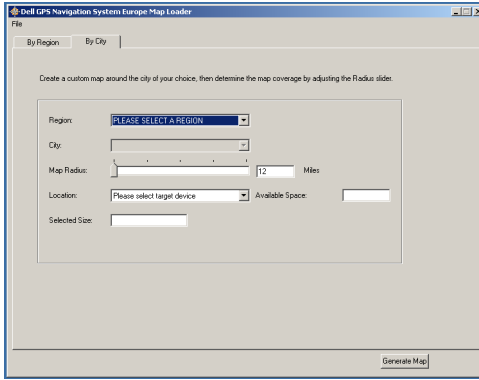 Dell GPS Navigation System Europe Map Loader
File
By Region By City
Create a custom map around the city of your choice, then determine the map coverage by adjusting the Radius slider.
Region: PLEASE SELECT A REGION
City:
Map Radius: 12 Miles
Location: Please select target device Available Space:
Selected Size:
Generate Map